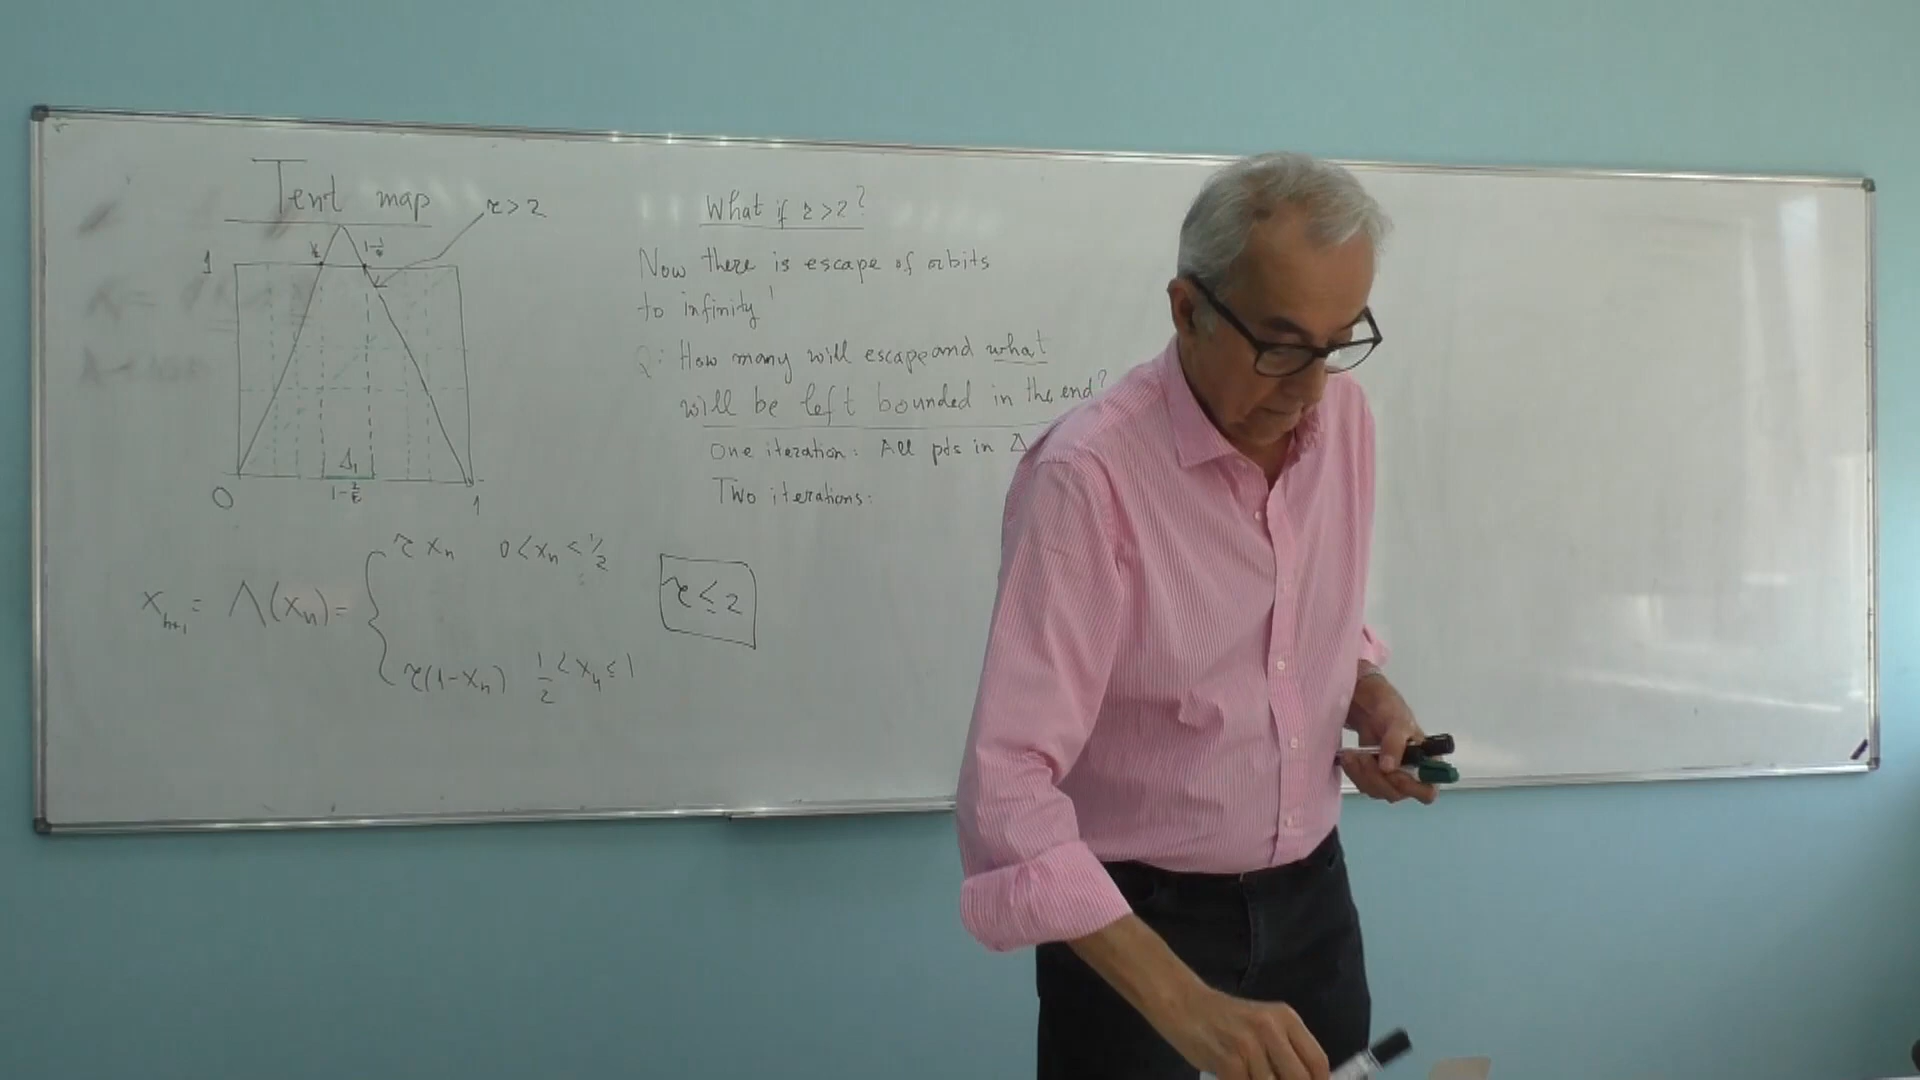 Tent map
r>2
1/r
1-1/r
1
Δ₁
1-2/r
0
1
x_{n+1} = Λ(x_n) = { r x_n 0<x_n<1/2
r(1-x_n) 1/2<x_n≤1
r≤2
What if r>2?
Now there is escape of orbits
to infinity!
Q: How many will escape and what
will be left bounded in the end?
One iteration: All pts in Δ
Two iterations: